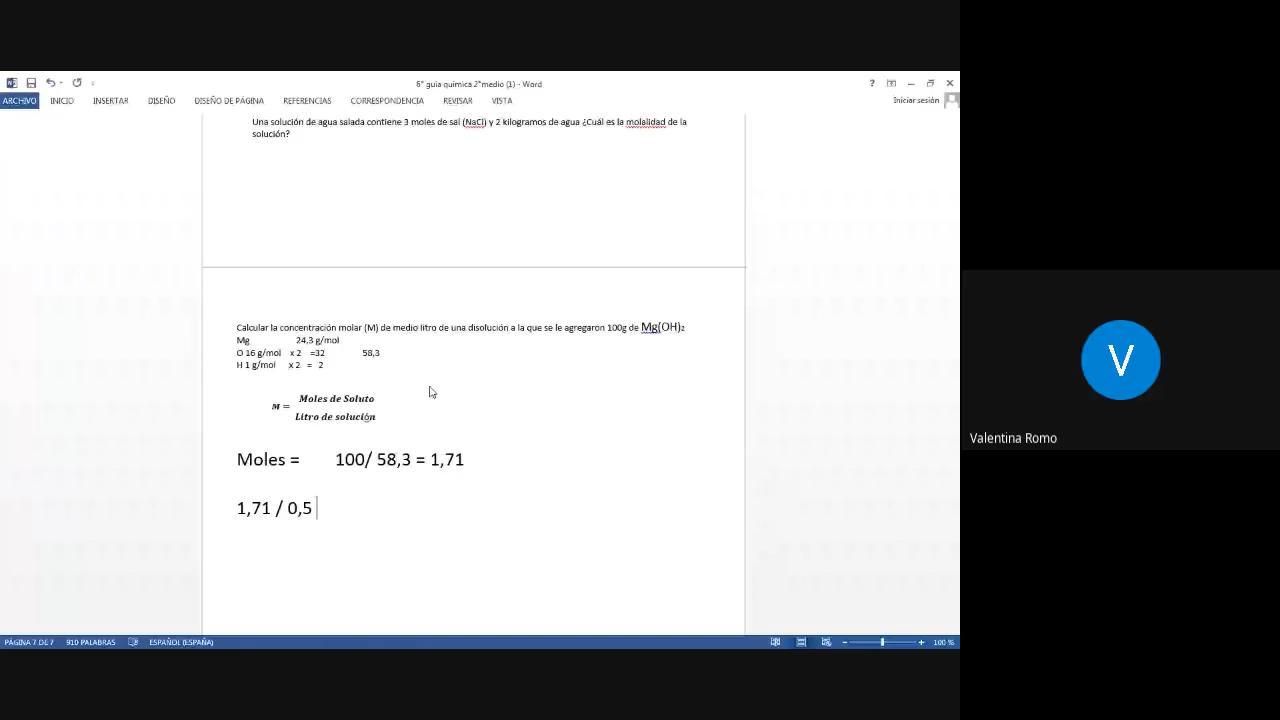 6° guia quimica 2°medio (1) - Word
?
ARCHIVO INICIO INSERTAR DISEÑO DISEÑO DE PÁGINA REFERENCIAS CORRESPONDENCIA REVISAR VISTA Iniciar sesión
Una solución de agua salada contiene 3 moles de sal (NaCl) y 2 kilogramos de agua ¿Cuál es la molalidad de la
solución?
Calcular la concentración molar (M) de medio litro de una disolución a la que se le agregaron 100g de Mg(OH)₂
Mg 24,3 g/mol
O 16 g/mol x 2 =32 58,3
H 1 g/mol x 2 = 2
M = Moles de Soluto
Litro de solución
Moles = 100/ 58,3 = 1,71
1,71 / 0,5
V
Valentina Romo
PÁGINA 7 DE 7 910 PALABRAS ESPAÑOL (ESPAÑA) 100 %